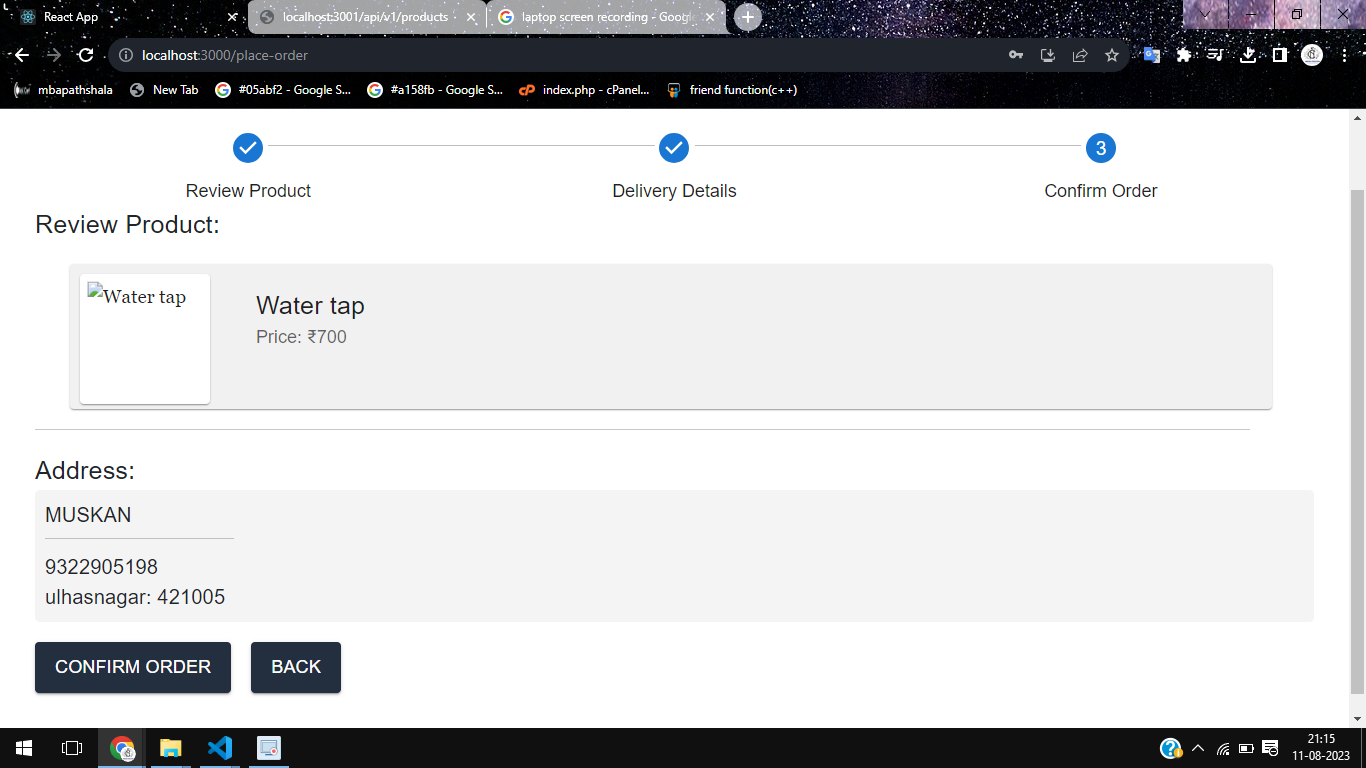 React App
localhost:3001/api/v1/products
laptop screen recording - Google
localhost:3000/place-order
mbapathshala
New Tab
#05abf2 - Google S...
#a158fb - Google S...
index.php - cPanel...
friend function(c++)
3
Review Product
Delivery Details
Confirm Order
Review Product:
Water tap
Water tap
Price: ₹700
Address:
MUSKAN
9322905198
ulhasnagar: 421005
CONFIRM ORDER
BACK
21:15
11-08-2023